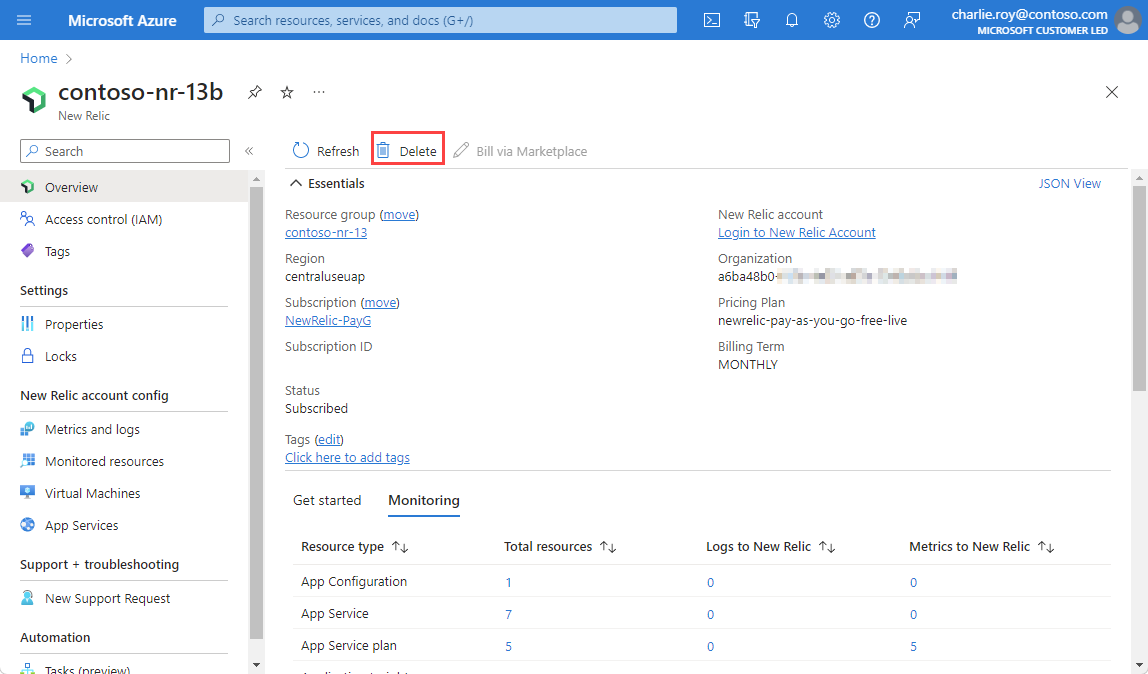 Microsoft Azure
Search resources, services, and docs (G+/)
charlie.roy@contoso.com
MICROSOFT CUSTOMER LED
Home
contoso-nr-13b
New Relic
Search
Refresh
Delete
Bill via Marketplace
Overview
Access control (IAM)
Tags
Settings
Properties
Locks
New Relic account config
Metrics and logs
Monitored resources
Virtual Machines
App Services
Support + troubleshooting
New Support Request
Automation
Tasks (preview)
Essentials
JSON View
Resource group (move)
contoso-nr-13
Region
centraluseuap
Subscription (move)
NewRelic-PayG
Subscription ID
Status
Subscribed
Tags (edit)
Click here to add tags
New Relic account
Login to New Relic Account
Organization
a6ba48b0-
Pricing Plan
newrelic-pay-as-you-go-free-live
Billing Term
MONTHLY
Get started Monitoring
Resource type Total resources Logs to New Relic Metrics to New Relic
App Configuration 1 0 0
App Service 7 0 0
App Service plan 5 0 5